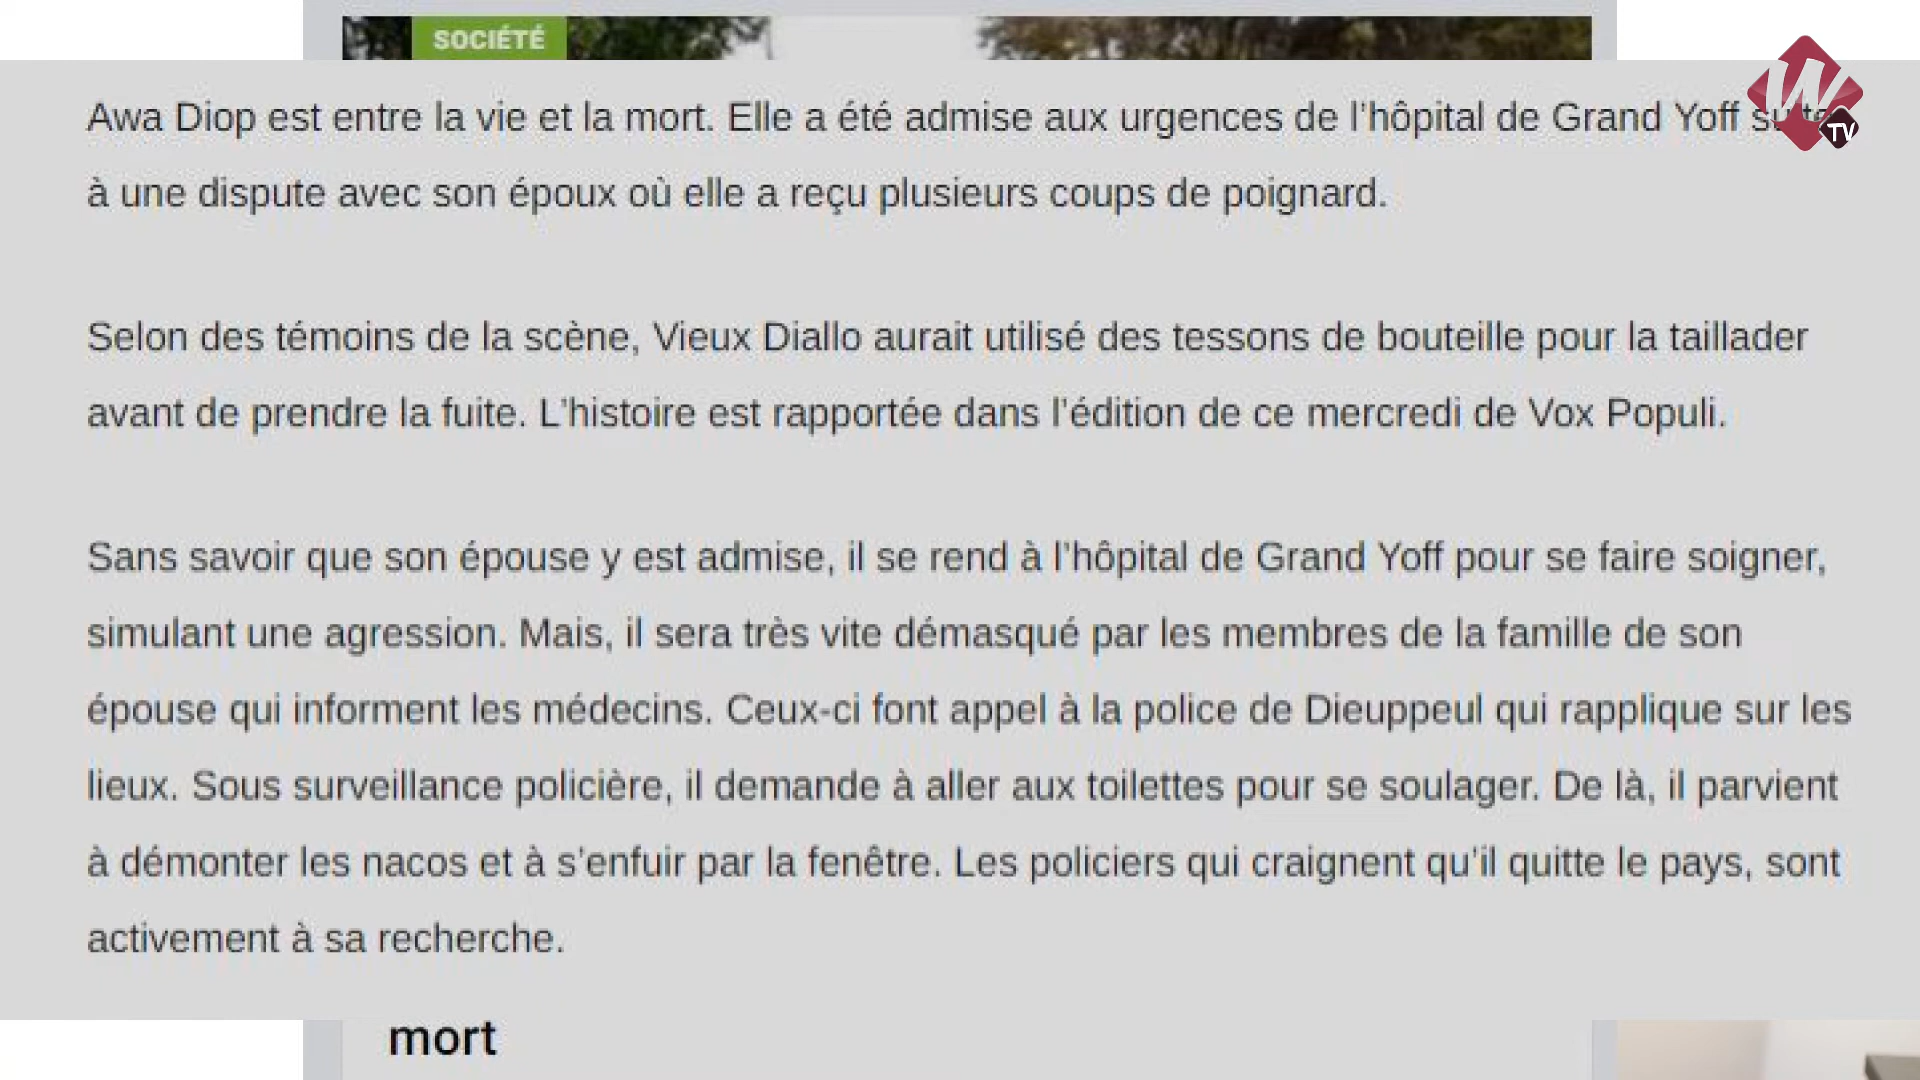 SOCIÉTÉ
W
TV
Awa Diop est entre la vie et la mort. Elle a été admise aux urgences de l'hôpital de Grand Yoff suite
à une dispute avec son époux où elle a reçu plusieurs coups de poignard.
Selon des témoins de la scène, Vieux Diallo aurait utilisé des tessons de bouteille pour la taillader
avant de prendre la fuite. L'histoire est rapportée dans l'édition de ce mercredi de Vox Populi.
Sans savoir que son épouse y est admise, il se rend à l'hôpital de Grand Yoff pour se faire soigner,
simulant une agression. Mais, il sera très vite démasqué par les membres de la famille de son
épouse qui informent les médecins. Ceux-ci font appel à la police de Dieuppeul qui rapplique sur les
lieux. Sous surveillance policière, il demande à aller aux toilettes pour se soulager. De là, il parvient
à démonter les nacos et à s'enfuir par la fenêtre. Les policiers qui craignent qu'il quitte le pays, sont
activement à sa recherche.
mort